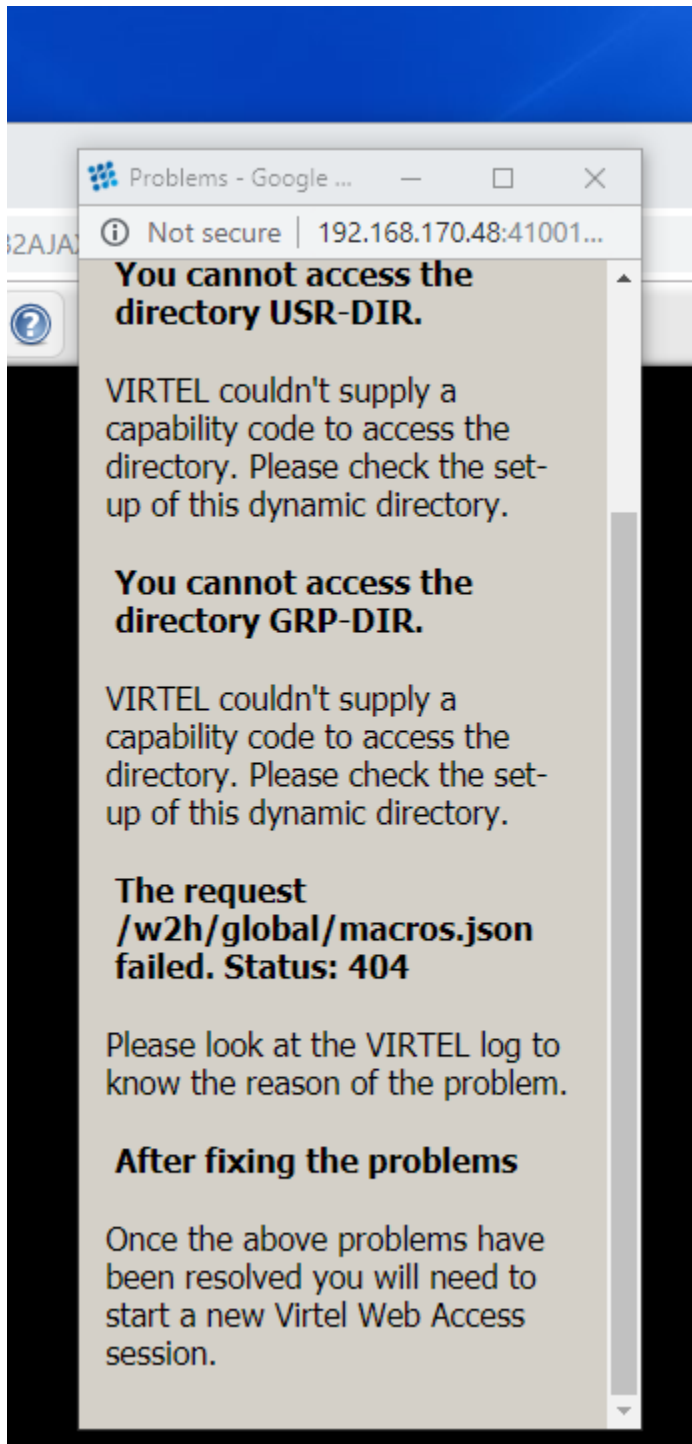 Problems - Google ...
32AJAX
Not secure | 192.168.170.48:41001...
You cannot access the
directory USR-DIR.
VIRTEL couldn't supply a
capability code to access the
directory. Please check the set-
up of this dynamic directory.
You cannot access the
directory GRP-DIR.
VIRTEL couldn't supply a
capability code to access the
directory. Please check the set-
up of this dynamic directory.
The request
/w2h/global/macros.json
failed. Status: 404
Please look at the VIRTEL log to
know the reason of the problem.
After fixing the problems
Once the above problems have
been resolved you will need to
start a new Virtel Web Access
session.